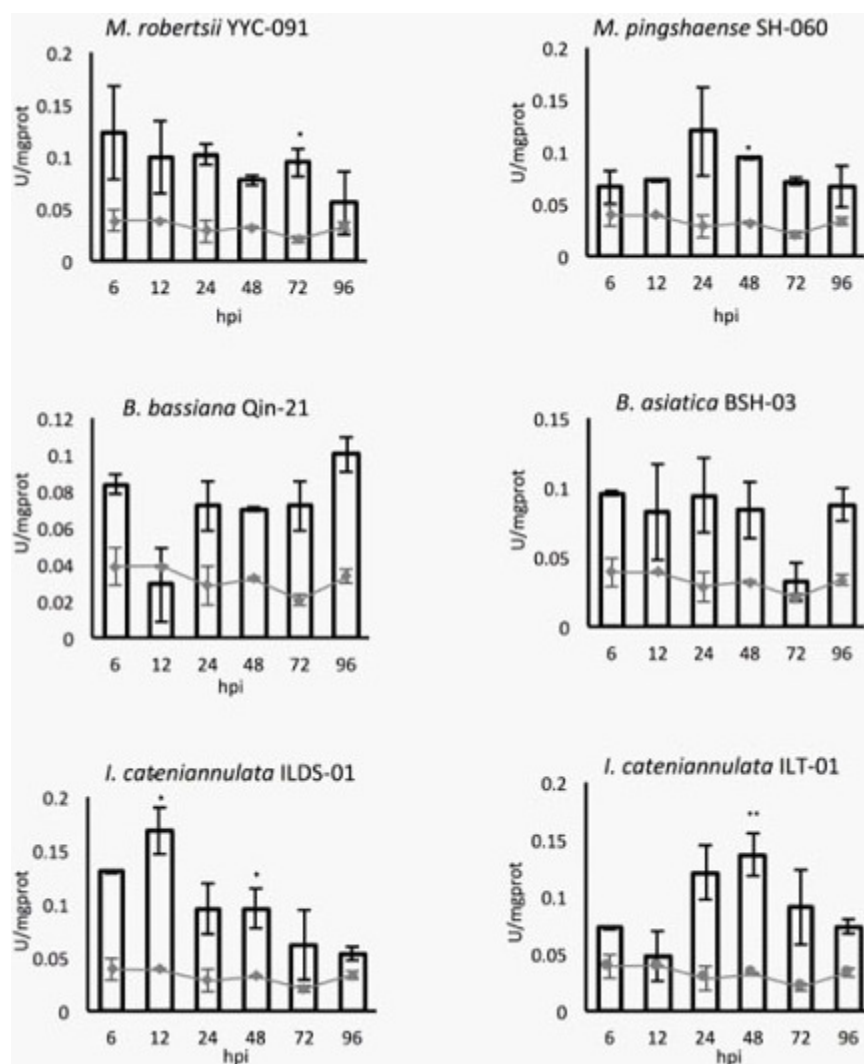 M. robertsii YYC-091
0.2
0.15
0.1
0.05
0
U/mgprot
*
6 12 24 48 72 96
hpi
M. pingshaense SH-060
0.2
0.15
0.1
0.05
0
U/mgprot
*
6 12 24 48 72 96
hpi
B. bassiana Qin-21
0.12
0.1
0.08
0.06
0.04
0.02
0
U/mgprot
6 12 24 48 72 96
hpi
B. asiatica BSH-03
0.15
0.1
0.05
0
U/mgprot
6 12 24 48 72 96
hpi
I. cateniannulata ILDS-01
0.2
0.15
0.1
0.05
0
U/mgprot
* *
6 12 24 48 72 96
hpi
I. cateniannulata ILT-01
0.2
0.15
0.1
0.05
0
U/mgprot
**
6 12 24 48 72 96
hpi